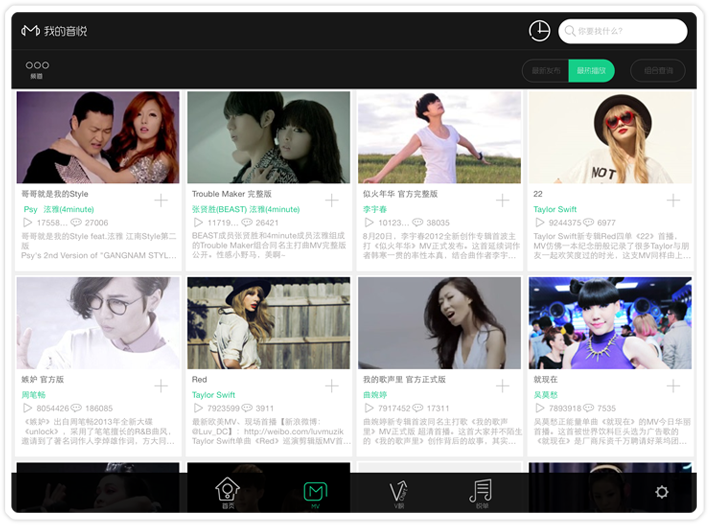 我的音悦
你要找什么?
频道
最新发布
最热播放
组合查询
哥哥就是我的Style
Psy 泫雅(4minute)
17558... 27006
哥哥就是我的Style feat.泫雅 江南Style第二
版
Psy's 2nd Version of "GANGNAM STYL...
Trouble Maker 完整版
张贤胜(BEAST) 泫雅(4minute)
11719... 26421
BEAST成员张贤胜和4minute成员泫雅组成
的Trouble Maker组合同名主打曲MV完整版
公开。性感小野马，美啊~
似火年华 官方完整版
李宇春
10123... 38035
8月20日，李宇春2012全新创作专辑首波主
打《似火年华》MV正式发布。这首延续词作
者韩寒一贯的率性本真，结合曲作者李宇...
22
Taylor Swift
9244375 6977
Taylor Swift新专辑Red四单《22》首播。
MV仿佛一本纪念册般记录了很多Taylor与朋
友一起欢笑度过的时光，这支MV同样由上...
嫉妒 官方版
周笔畅
8054426 186085
《嫉妒》出自周笔畅2013年全新大碟
《unlock》，采用了笔笔擅长的R&B曲风，
邀请到了著名词作人李焯雄作词，方大同...
Red
Taylor Swift
7923599 3911
最新欧美MV，现场首播【新浪微博:
@Luv_DC】：http://weibo.com/luvmuzik
Taylor Swift单曲《Red》巡演剪辑版MV首...
我的歌声里 官方正式版
曲婉婷
7917452 17311
曲婉婷新专辑首波同名主打歌《我的歌声
里》MV正式版 超清首播。这首大家并不陌生
的《我的歌声里》创作背后的故事，其实...
就现在
吴莫愁
7893918 7535
吴莫愁正能量单曲《就现在》的MV今日华丽
首播。这首被世界饮料巨头选为广告歌的
《就现在》是厂商斥资千万聘请好莱坞团...
首页
MV
V榜
悦单